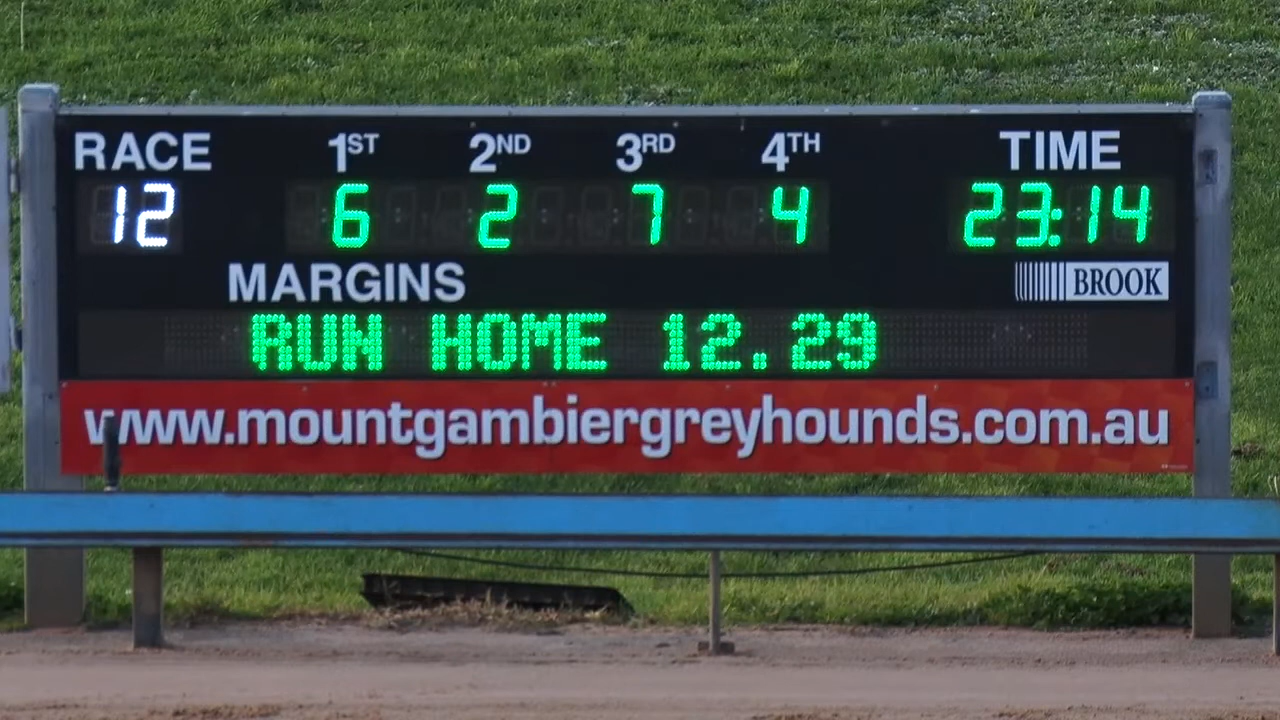 RACE 1ST 2ND 3RD 4TH TIME
12 6 2 7 4 23:14
MARGINS BROOK
RUN HOME 12.29
www.mountgambiergreyhounds.com.au